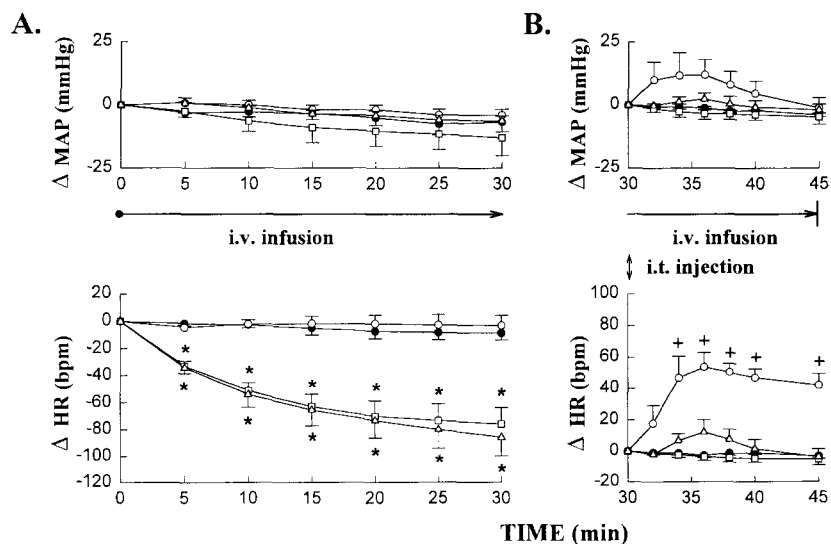 A.
B.
Δ MAP (mmHg)
25
0
-25
0 5 10 15 20 25 30
i.v. infusion
Δ MAP (mmHg)
25
0
-25
30 35 40 45
i.v. infusion
i.t. injection
Δ HR (bpm)
20
0
-20
-40
-60
-80
-100
-120
* * * * * *
* * * * * *
0 5 10 15 20 25 30
Δ HR (bpm)
100
80
60
40
20
0
-20
+ + + + +
30 35 40 45
TIME (min)